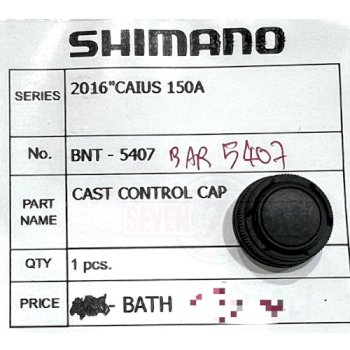 SHIMANO
SERIES 2016"CAIUS 150A
No. BNT - 5407 BAR 5407
PART NAME CAST CONTROL CAP
SEVEN
QTY 1 pcs.
PRICE - BATH